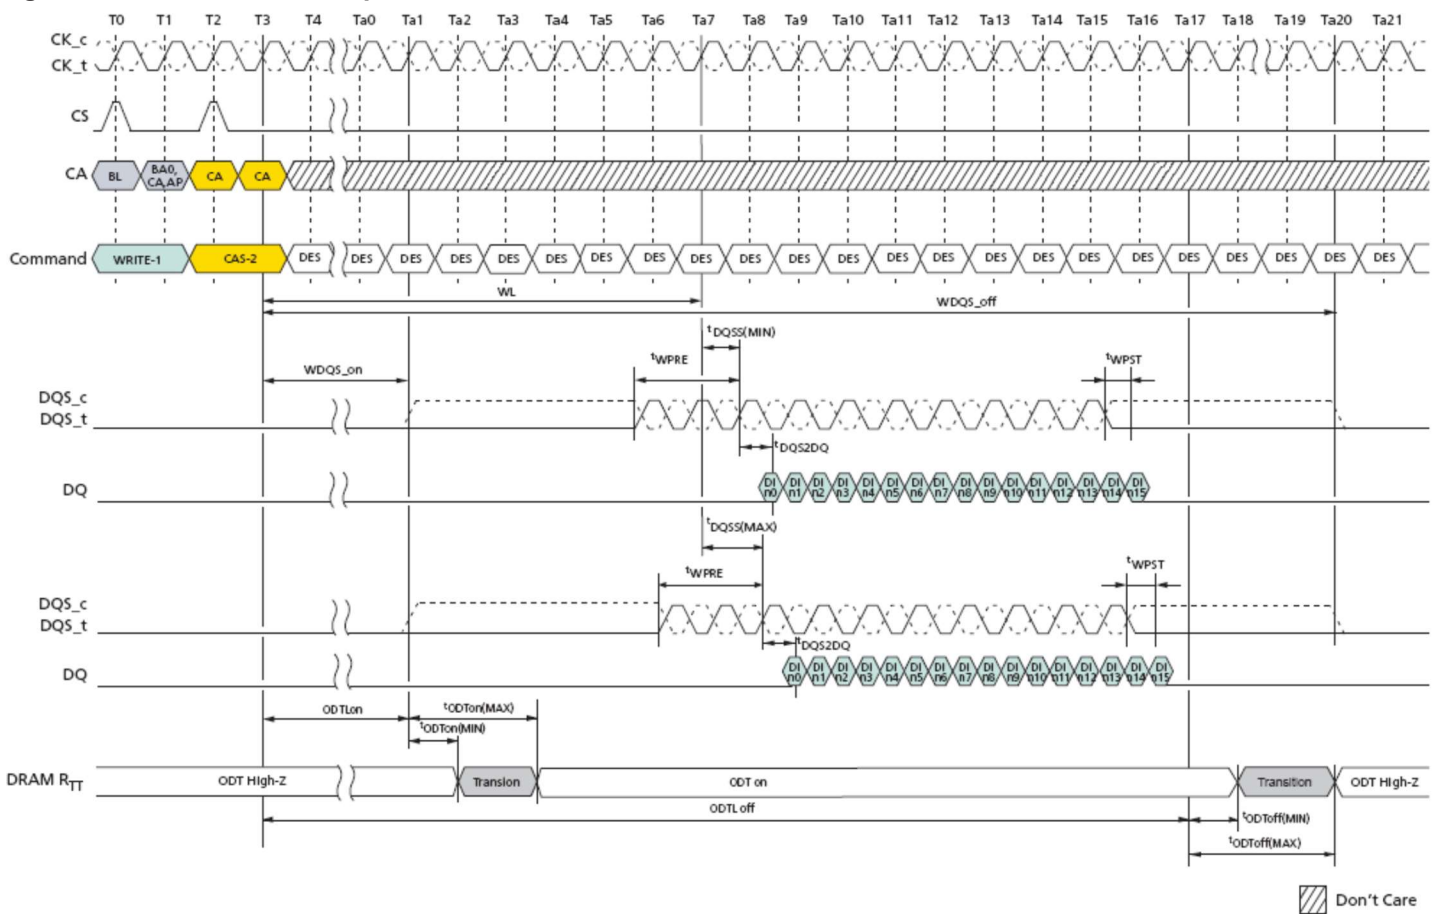 T0 T1 T2 T3 T4 Ta0 Ta1 Ta2 Ta3 Ta4 Ta5 Ta6 Ta7 Ta8 Ta9 Ta10 Ta11 Ta12 Ta13 Ta14 Ta15 Ta16 Ta17 Ta18 Ta19 Ta20 Ta21
CK_c
CK_t
CS
CA BL BA0, CA,AP CA CA
Command WRITE-1 CAS-2 DES DES DES DES DES DES DES DES DES DES DES DES DES DES DES DES DES DES DES DES DES DES DES
WL
WDQS_off
tDQSS(MIN)
tWPRE tWPST
WDQS_on
DQS_c
DQS_t
tDQS2DQ
DQ DI n0 DI n1 DI n2 DI n3 DI n4 DI n5 DI n6 DI n7 DI n8 DI n9 DI n10 DI n11 DI n12 DI n13 DI n14 DI n15
tDQSS(MAX)
tWPRE tWPST
DQS_c
DQS_t
tDQS2DQ
DQ DI n0 DI n1 DI n2 DI n3 DI n4 DI n5 DI n6 DI n7 DI n8 DI n9 DI n10 DI n11 DI n12 DI n13 DI n14 DI n15
ODTLon tODTon(MAX)
tODTon(MIN)
DRAM RTT ODT High-Z Transion ODT on Transition ODT High-Z
ODTL off
tODToff(MIN)
tODToff(MAX)
Don't Care